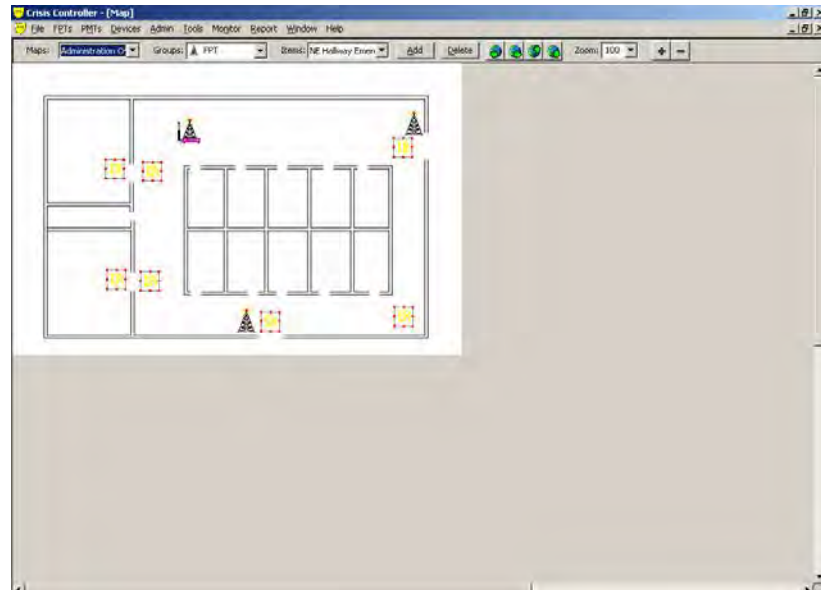 Crisis Controller - [Map]
File FPTs PMTs Devices Admin Tools Monitor Report Window Help
Maps: Administration O Groups: FPT Items: NE Hallway Emen Add Delete Zoom: 100 + -